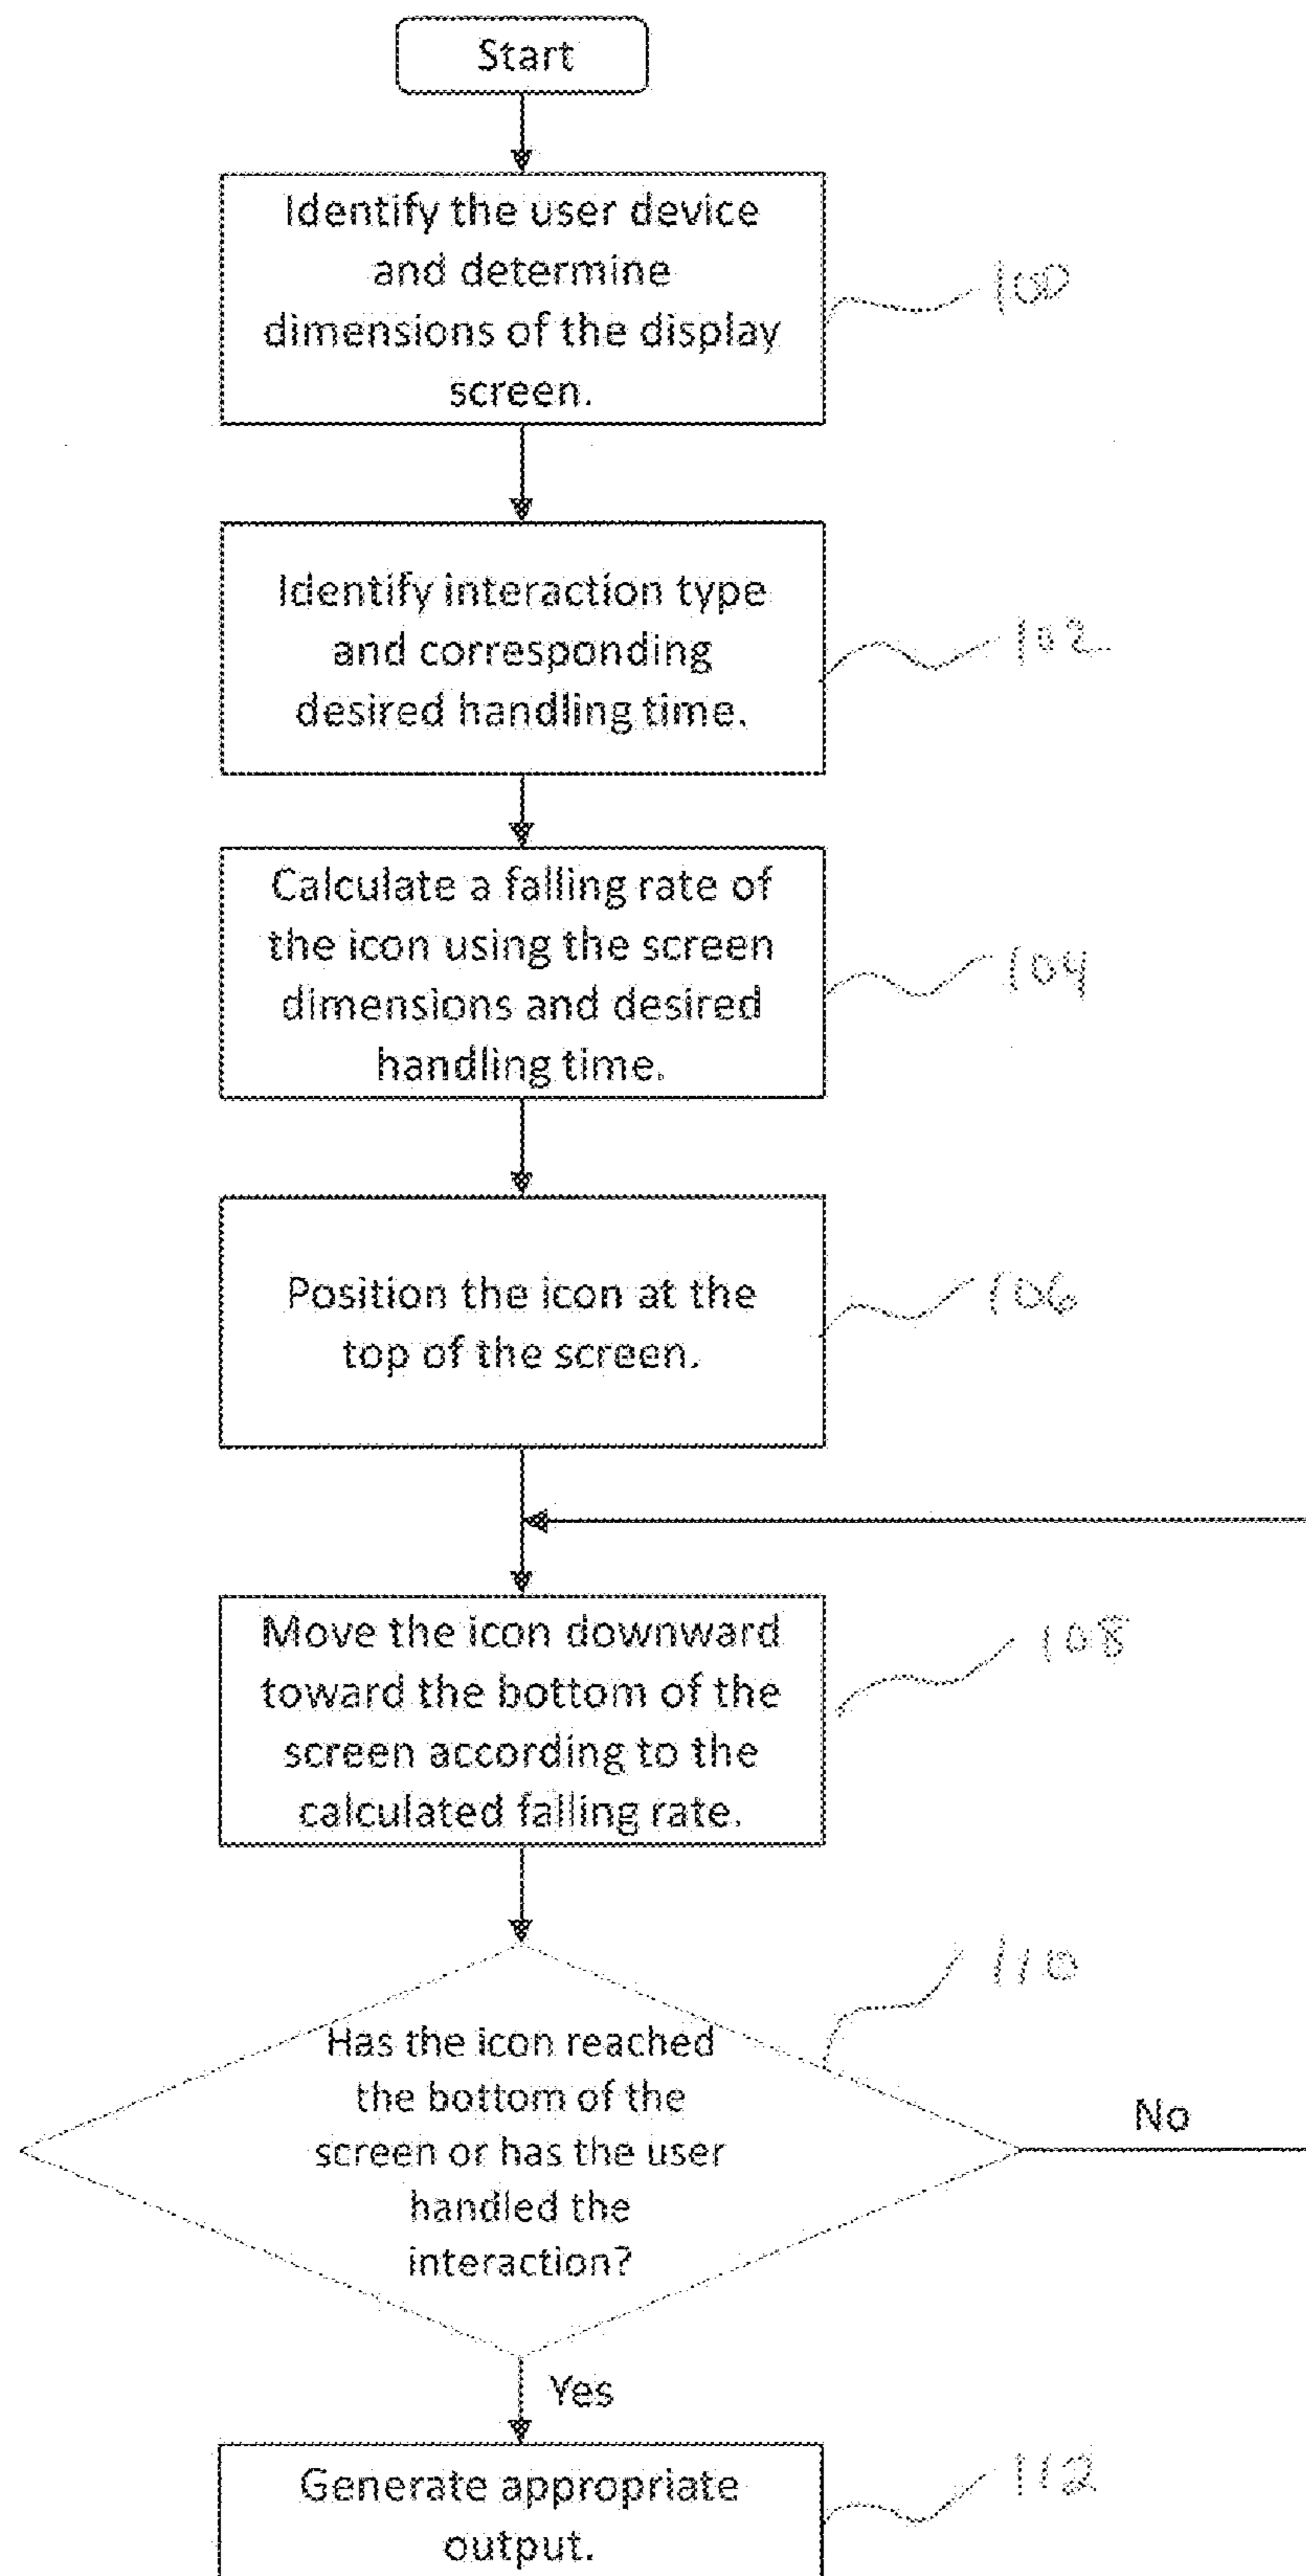 Start
Identify the user device
and determine
dimensions of the display
screen.
100
Identify interaction type
and corresponding
desired handling time.
102
Calculate a falling rate of
the icon using the screen
dimensions and desired
handling time.
104
Position the icon at the
top of the screen.
106
Move the icon downward
toward the bottom of the
screen according to the
calculated falling rate.
108
Has the icon reached
the bottom of the
screen or has the user
handled the
interaction?
110
No
Yes
Generate appropriate
output.
112